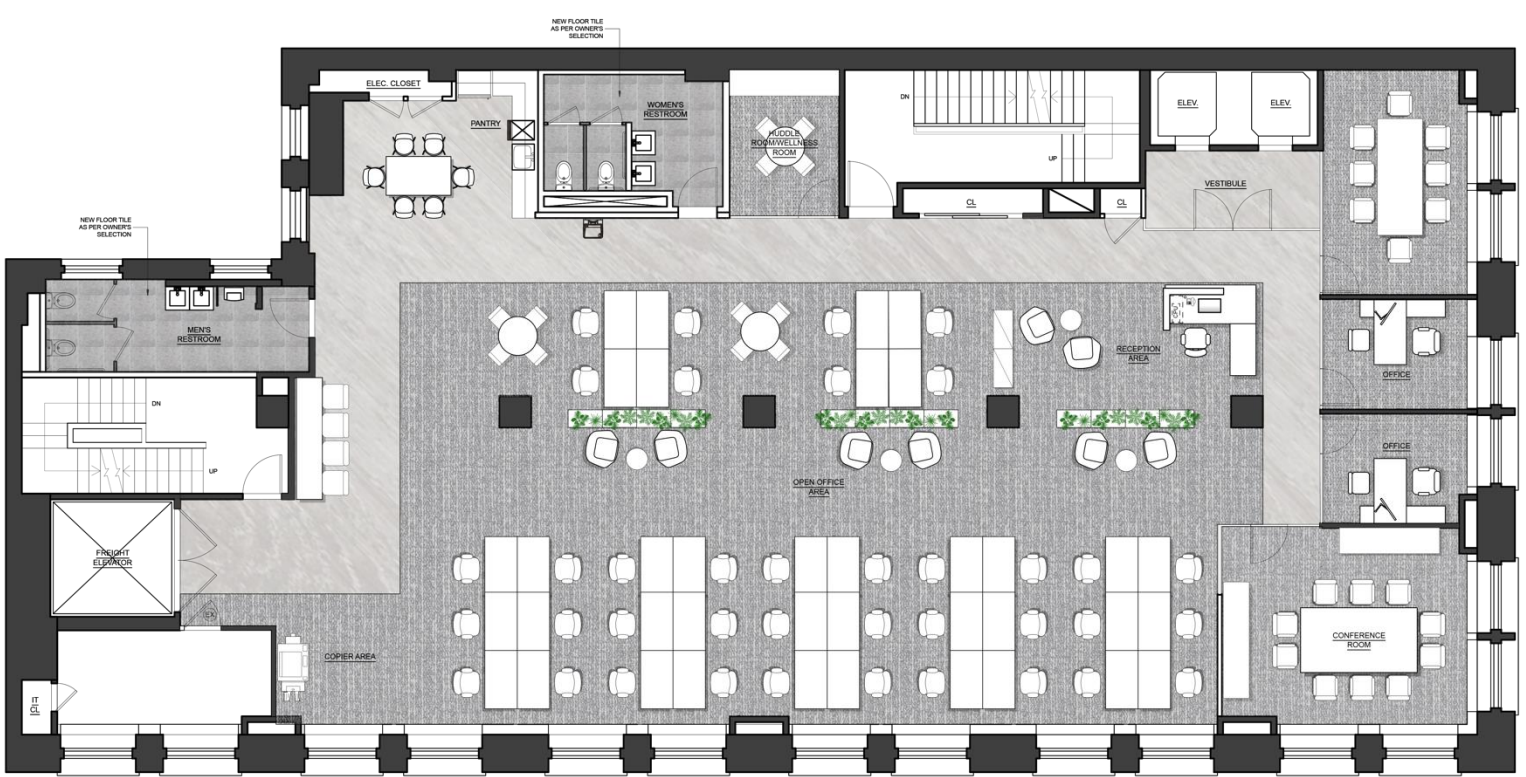 NEW FLOOR TILE
AS PER OWNER'S
SELECTION
ELEC. CLOSET
PANTRY
WOMEN'S
RESTROOM
HUDDLE
ROOM/WELLNESS
ROOM
DN
UP
ELEV.
ELEV.
VESTIBULE
CL
CL
NEW FLOOR TILE
AS PER OWNER'S
SELECTION
MEN'S
RESTROOM
RECEPTION
AREA
OFFICE
DN
UP
OFFICE
OPEN OFFICE
AREA
FREIGHT
ELEVATOR
EX
COPIER AREA
CONFERENCE
ROOM
IT
CL